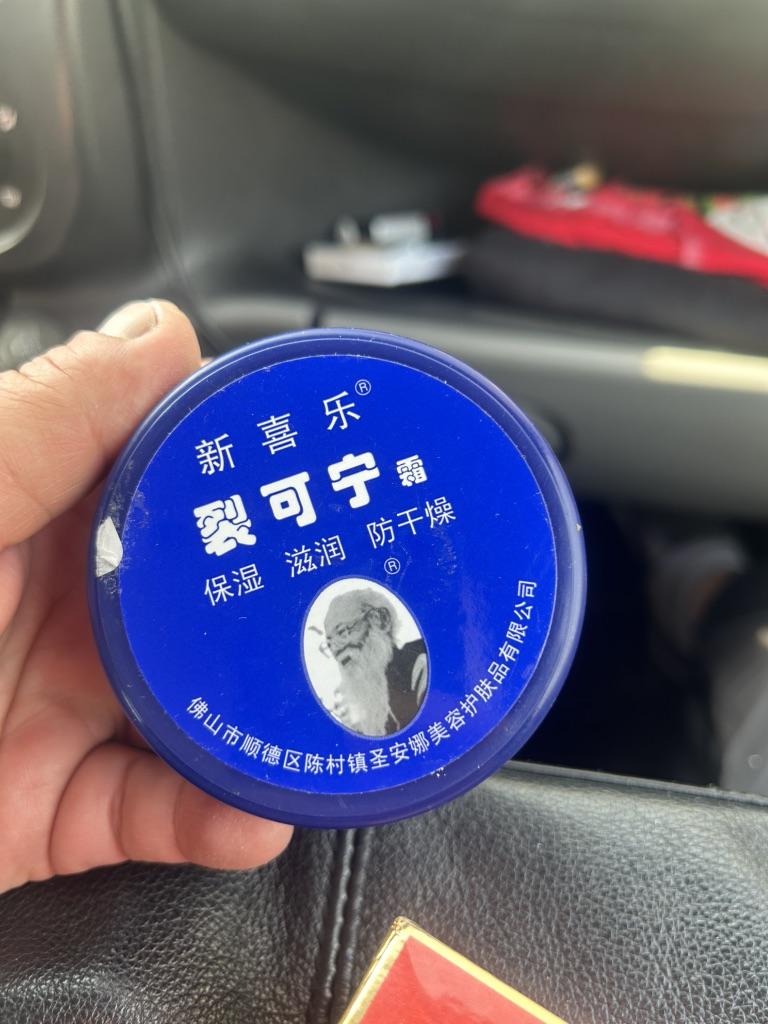 新喜乐®
裂可宁霜
保湿 滋润 防干燥
®
佛山市顺德区陈村镇圣安娜美容护肤品有限公司